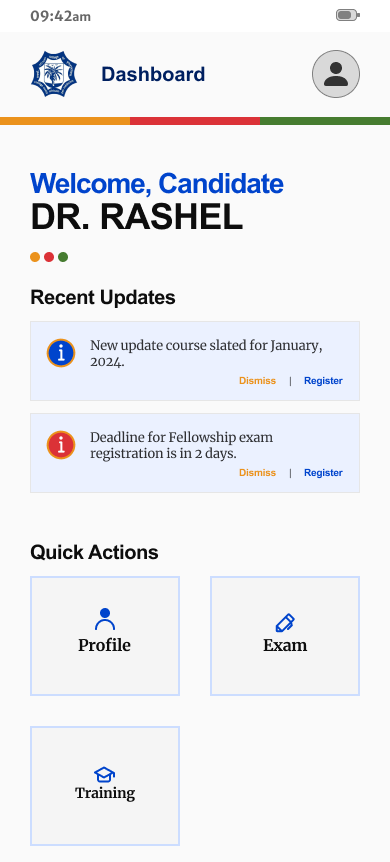 09:42am
Dashboard
Welcome, Candidate
DR. RASHEL
Recent Updates
New update course slated for January,
2024.
Dismiss | Register
Deadline for Fellowship exam
registration is in 2 days.
Dismiss | Register
Quick Actions
Profile
Exam
Training